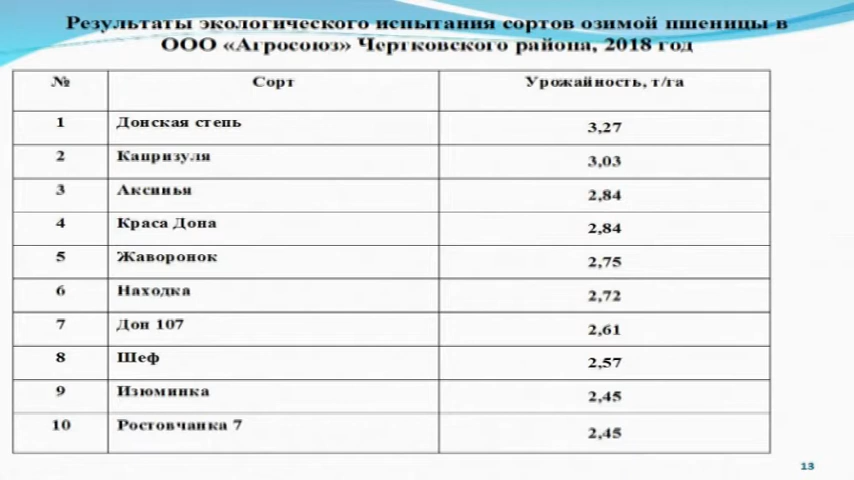 Результаты экологического испытания сортов озимой пшеницы в
ООО «Агросоюз» Чертковского района, 2018 год
№ Сорт Урожайность, т/га
1 Донская степь 3,27
2 Капризуля 3,03
3 Аксинья 2,84
4 Краса Дона 2,84
5 Жаворонок 2,75
6 Находка 2,72
7 Дон 107 2,61
8 Шеф 2,57
9 Изюминка 2,45
10 Ростовчанка 7 2,45
13